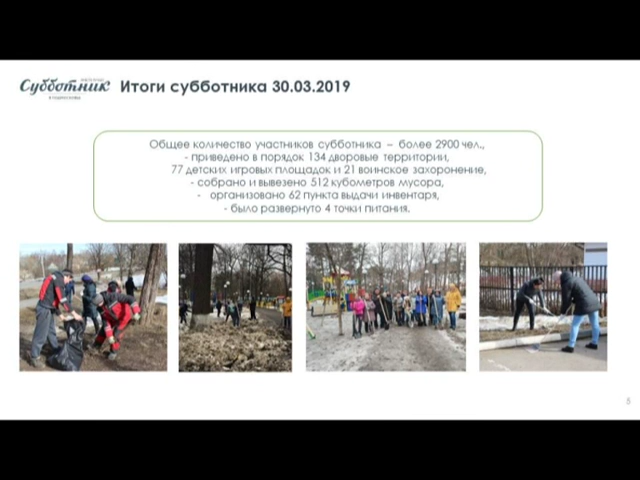 Субботник
Итоги субботника 30.03.2019
Общее количество участников субботника – более 2900 чел.,
- приведено в порядок 134 дворовые территории,
77 детских игровых площадок и 21 воинское захоронение,
- собрано и вывезено 512 кубометров мусора,
- организовано 62 пункта выдачи инвентаря,
- было развернуто 4 точки питания.
5